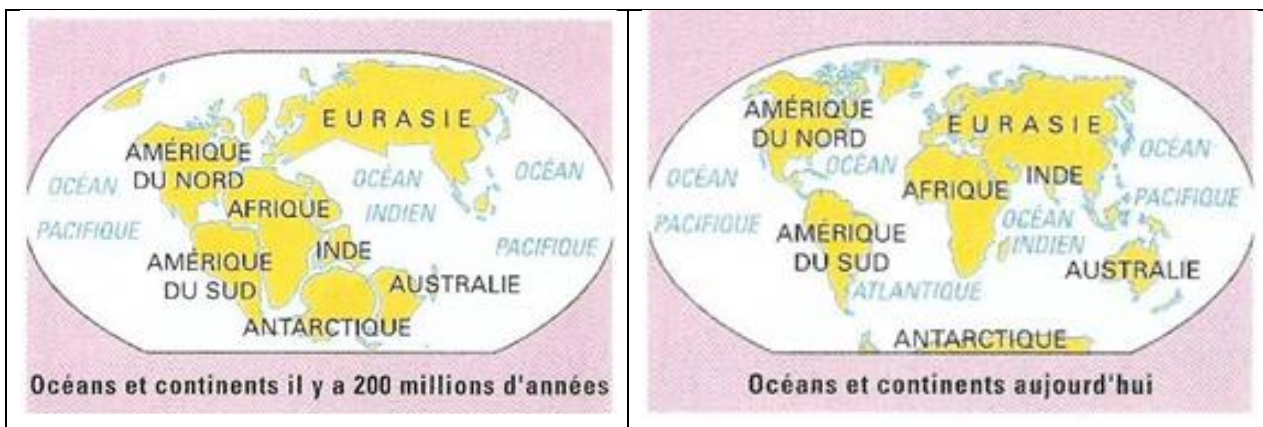 EURASIE
AMÉRIQUE
DU NORD
OCÉAN
PACIFIQUE
AFRIQUE
OCÉAN
INDIEN
OCÉAN
PACIFIQUE
INDE
AMÉRIQUE
DU SUD
AUSTRALIE
ANTARCTIQUE
Océans et continents il y a 200 millions d'années
AMÉRIQUE
DU NORD
EURASIE
OCÉAN
PACIFIQUE
OCÉAN
ATLANTIQUE
AFRIQUE
INDE
OCÉAN
PACIFIQUE
OCÉAN
INDIEN
AMÉRIQUE
DU SUD
AUSTRALIE
ANTARCTIQUE
Océans et continents aujourd'hui